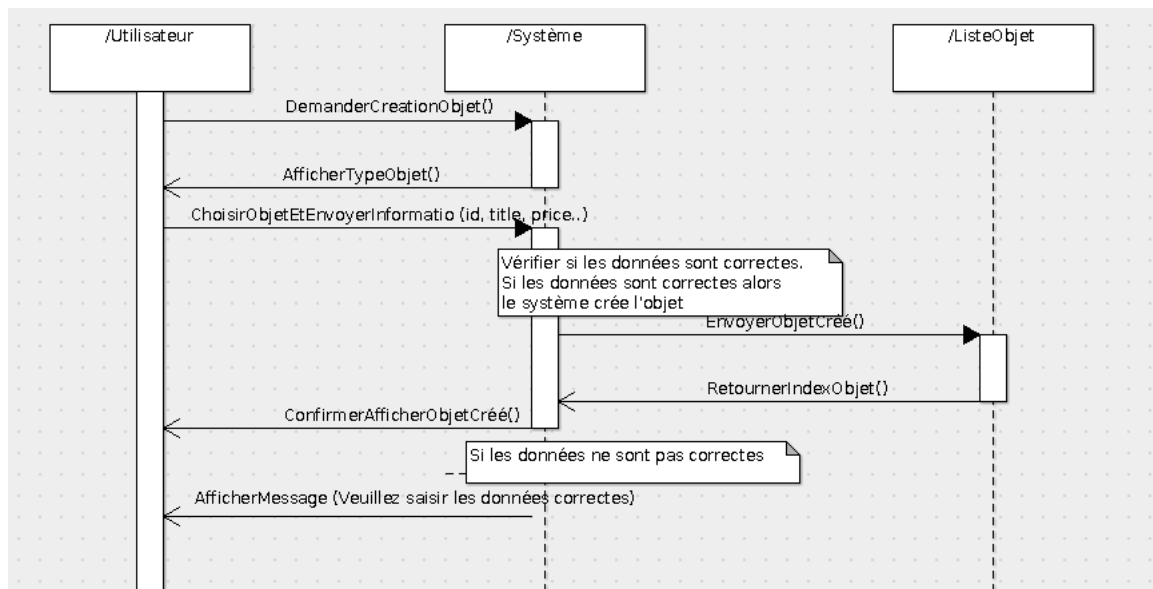 /Utilisateur
/Système
/ListeObjet
DemanderCreationObjet()
AfficherTypeObjet()
ChoisirObjetEtEnvoyerInformatio (id, title, price..)
Vérifier si les données sont correctes.
Si les données sont correctes alors
le système crée l'objet
EnvoyerObjetCréé()
RetournerIndexObjet()
ConfirmerAfficherObjetCréé()
Si les données ne sont pas correctes
AfficherMessage (Veuillez saisir les données correctes)